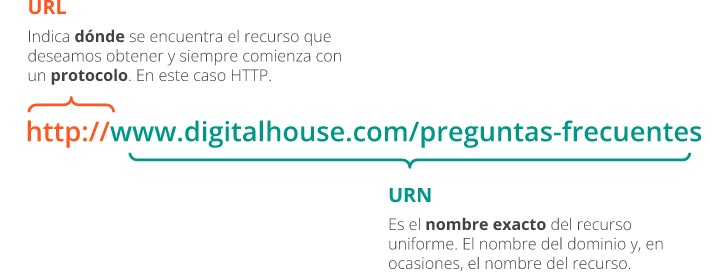 URL
Indica dónde se encuentra el recurso que
deseamos obtener y siempre comienza con
un protocolo. En este caso HTTP.
http://www.digitalhouse.com/preguntas-frecuentes
URN
Es el nombre exacto del recurso
uniforme. El nombre del dominio y, en
ocasiones, el nombre del recurso.